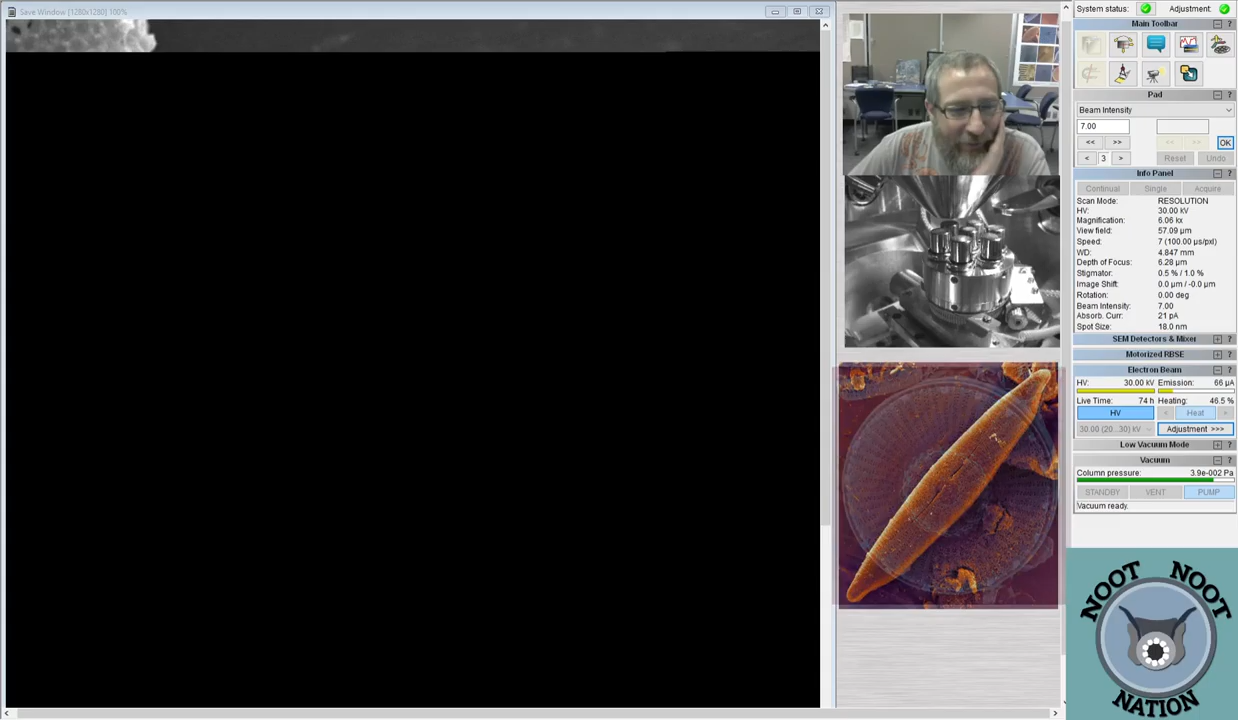 Save Window [1280x1280] 100%
System status:
Adjustment:
Main Toolbar
?
Pad
?
Beam Intensity
7.00
<<
>>
<<
>>
OK
<
3
>
Reset
Undo
Info Panel
?
Continual
Single
Acquire
Scan Mode: RESOLUTION
HV: 30.00 kV
Magnification: 6.06 kx
View field: 57.09 µm
Speed: 7 (100.00 µs/pxl)
WD: 4.847 mm
Depth of Focus: 6.28 µm
Stigmator: 0.5 % / 1.0 %
Image Shift: 0.0 µm / -0.0 µm
Rotation: 0.00 deg
Beam Intensity: 7.00
Absorb. Curr: 21 pA
Spot Size: 18.0 nm
SEM Detectors & Mixer
?
Motorized RBSE
?
Electron Beam
?
HV: 30.00 kV Emission: 66 µA
Live Time: 74 h Heating: 46.5 %
HV
<
Heat
30.00 (20...30) kV
Adjustment >>>
Low Vacuum Mode
?
Vacuum
?
Column pressure: 3.9e-002 Pa
STANDBY
VENT
PUMP
Vacuum ready.
NOOT NOOT
NATION